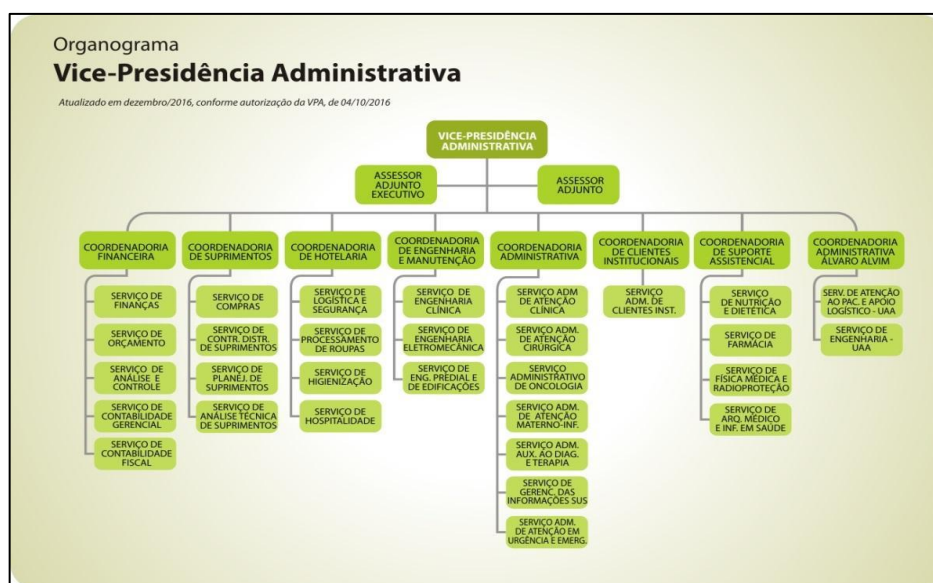 Organograma
Vice-Presidência Administrativa
Atualizado em dezembro/2016, conforme autorização da VPA, de 04/10/2016
VICE-PRESIDÊNCIA
ADMINISTRATIVA
ASSESSOR
ADJUNTO
EXECUTIVO
ASSESSOR
ADJUNTO
COORDENADORIA
FINANCEIRA
SERVIÇO DE
FINANÇAS
SERVIÇO DE
ORÇAMENTO
SERVIÇO DE
ANÁLISE E
CONTROLE
SERVIÇO DE
CONTABILIDADE
GERENCIAL
SERVIÇO DE
CONTABILIDADE
FISCAL
COORDENADORIA
DE SUPRIMENTOS
SERVIÇO DE
COMPRAS
SERVIÇO DE
CONTR. DISTR.
DE SUPRIMENTOS
SERVIÇO
DE PLANEJ. DE
SUPRIMENTOS
SERVIÇO DE
ANÁLISE TÉCNICA
DE SUPRIMENTOS
COORDENADORIA
DE HOTELARIA
SERVIÇO DE
LOGÍSTICA E
SEGURANÇA
SERVIÇO DE
PROCESSAMENTO
DE ROUPAS
SERVIÇO DE
HIGIENIZAÇÃO
SERVIÇO DE
HOSPITALIDADE
COORDENADORIA
DE ENGENHARIA
E MANUTENÇÃO
SERVIÇO DE
ENGENHARIA
CLÍNICA
SERVIÇO DE
ENGENHARIA
ELETROMECÂNICA
SERVIÇO DE
ENG. PREDIAL E
DE EDIFICAÇÕES
COORDENADORIA
ADMINISTRATIVA
SERVIÇO ADM
DE ATENÇÃO
CLÍNICA
SERVIÇO ADM.
DE ATENÇÃO
CIRÚRGICA
SERVIÇO
ADMINISTRATIVO
DE ONCOLOGIA
SERVIÇO ADM.
DE ATENÇÃO
MATERNO-INF.
SERVIÇO ADM.
AUX. AO DIAG.
E TERAPIA
SERVIÇO
DE GERENC. DAS
INFORMAÇÕES SUS
SERVIÇO ADM.
DE ATENÇÃO EM
URGÊNCIA E EMERG.
COORDENADORIA
DE CLIENTES
INSTITUCIONAIS
SERVIÇO
ADM. DE
CLIENTES INST.
COORDENADORIA
DE SUPORTE
ASSISTENCIAL
SERVIÇO
DE NUTRIÇÃO
E DIETÉTICA
SERVIÇO DE
FARMÁCIA
SERVIÇO DE
FÍSICA MÉDICA E
RADIOPROTEÇÃO
SERVIÇO DE
ARQ. MÉDICO
E INF. EM SAÚDE
COORDENADORIA
ADMINISTRATIVA
ÁLVARO ALVIM
SERV. DE ATENÇÃO
AO PAC. E APOIO
LOGÍSTICO - UAA
SERVIÇO DE
ENGENHARIA -
UAA